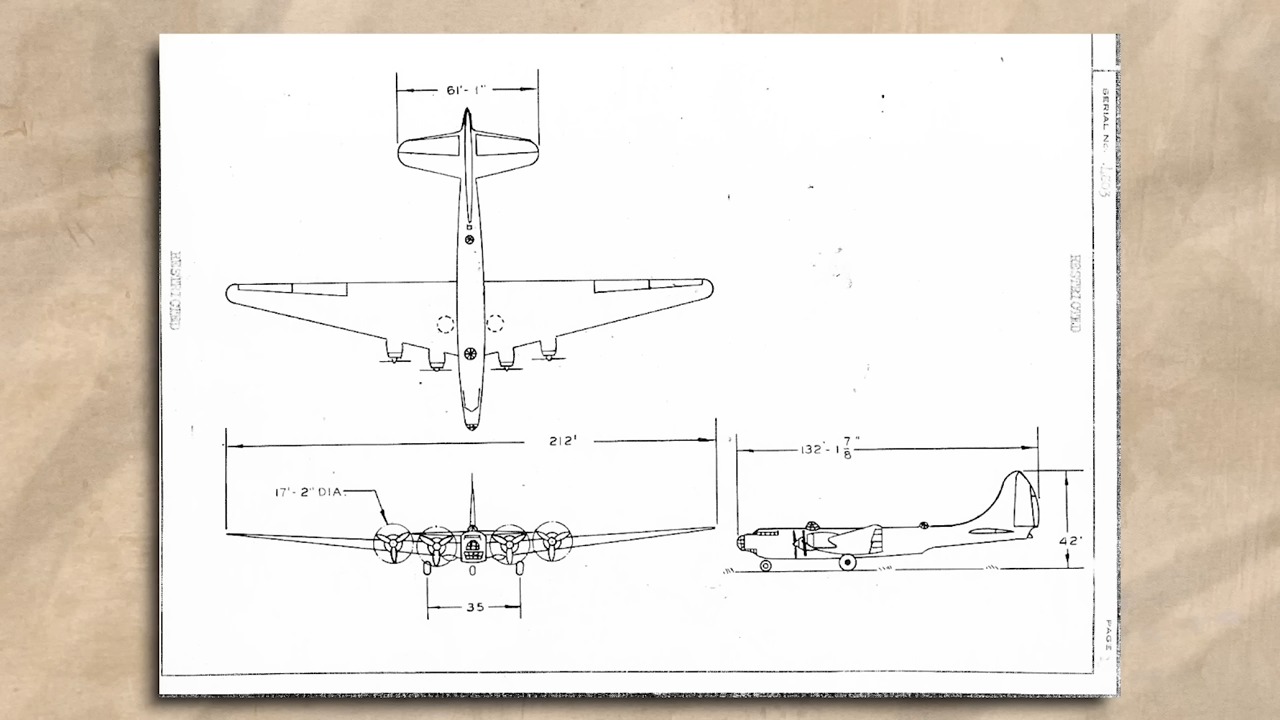 61'- 1"
SERIAL No.
RESTRICTED
RESTRICTED
212'
132'- 1 7/8"
17'- 2" DIA.
42'
35
PAGE